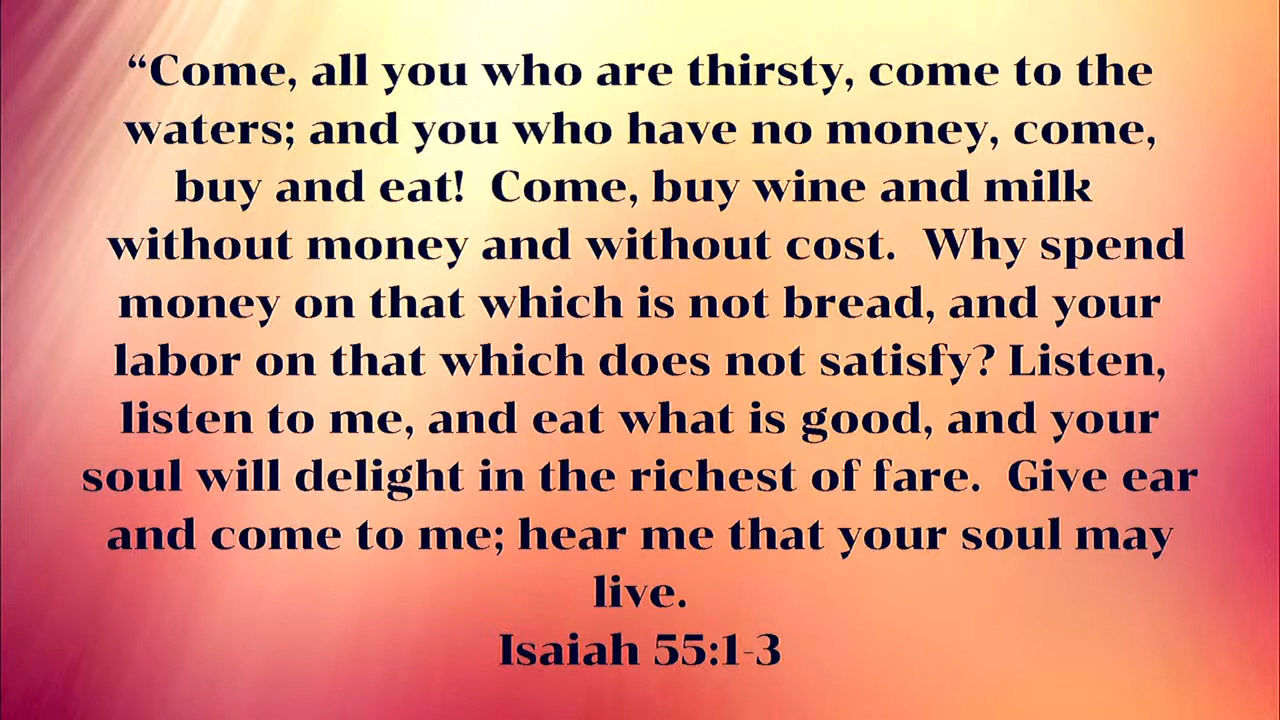 “Come, all you who are thirsty, come to the
waters; and you who have no money, come,
buy and eat!  Come, buy wine and milk
without money and without cost.  Why spend
money on that which is not bread, and your
labor on that which does not satisfy? Listen,
listen to me, and eat what is good, and your
soul will delight in the richest of fare.  Give ear
and come to me; hear me that your soul may
live.
Isaiah 55:1-3